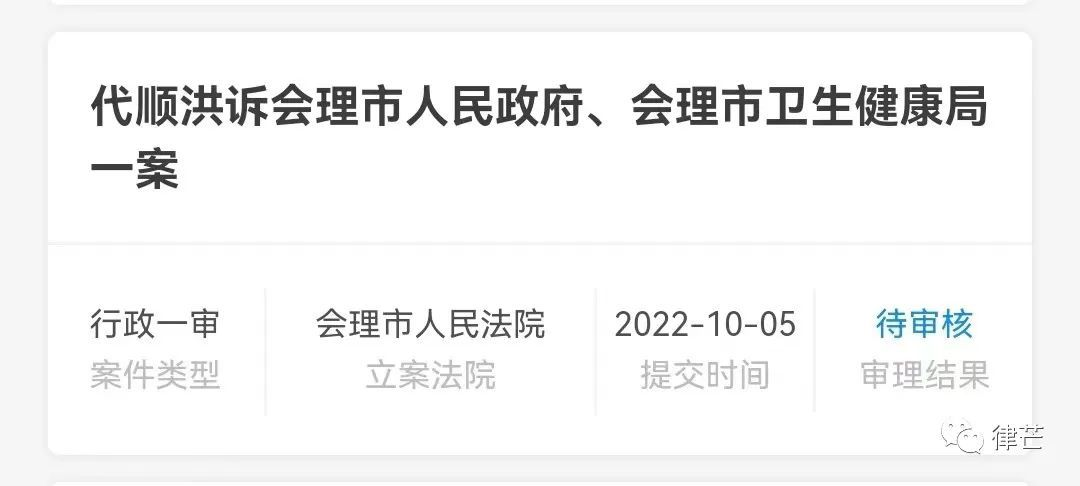 代顺洪诉会理市人民政府、会理市卫生健康局
一案
行政一审 会理市人民法院 2022-10-05 待审核
案件类型 立案法院 提交时间 审理结果
律芒